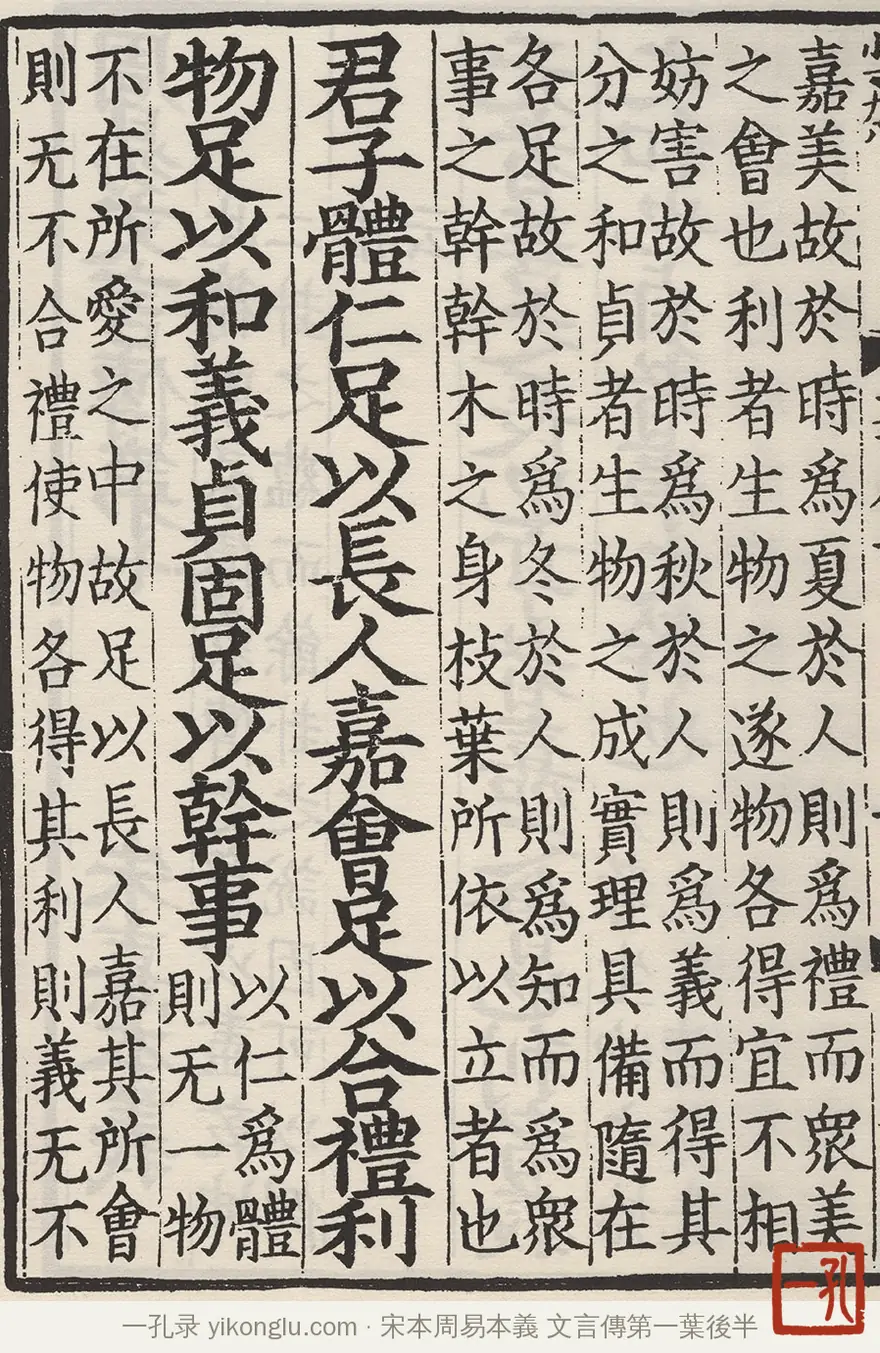 嘉美故於時爲夏於人則爲禮而眾美
之會也利者生物之遂物各得宜不相
妨害故於時爲秋於人則爲義而得其
分之和貞者生物之成實理具備隨在
各足故於時爲冬於人則爲知而爲眾
事之幹幹木之身枝葉所依以立者也
君子體仁足以長人嘉會足以合禮利
物足以和義貞固足以幹事
以仁爲體
則无一物
不在所愛之中故足以長人嘉其所會
則无不合禮使物各得其利則義无不
一孔
一孔录 yikonglu.com · 宋本周易本義 文言傳第一葉後半